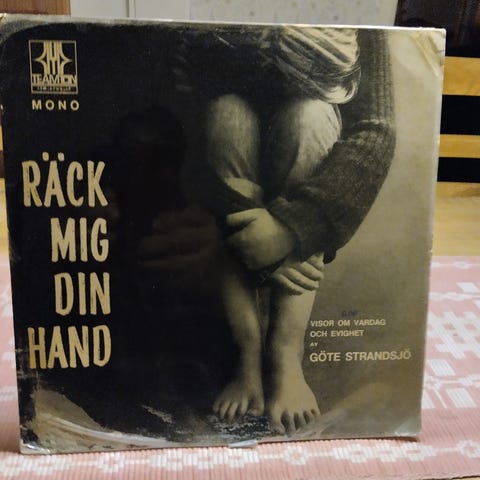 TEAMTON
MONO
RÄCK
MIG
DIN
HAND
VISOR OM VARDAG
OCH EVIGHET
AV
GÖTE STRANDSJÖ